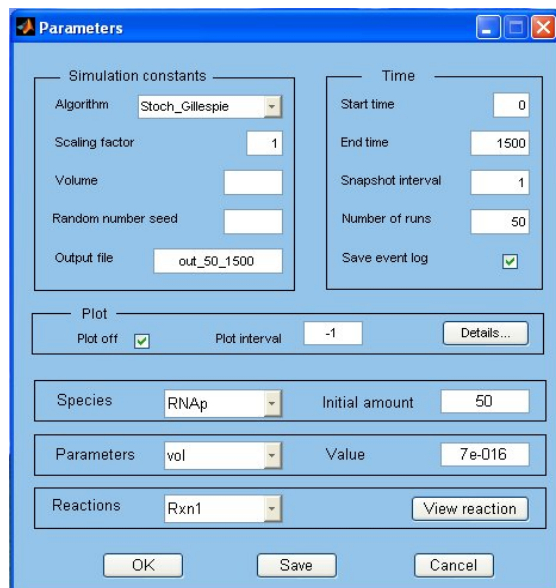 Parameters
Simulation constants
Algorithm Stoch_Gillespie
Scaling factor 1
Volume
Random number seed
Output file out_50_1500
Time
Start time 0
End time 1500
Snapshot interval 1
Number of runs 50
Save event log
Plot
Plot off Plot interval -1 Details...
Species RNAp Initial amount 50
Parameters vol Value 7e-016
Reactions Rxn1 View reaction
OK Save Cancel